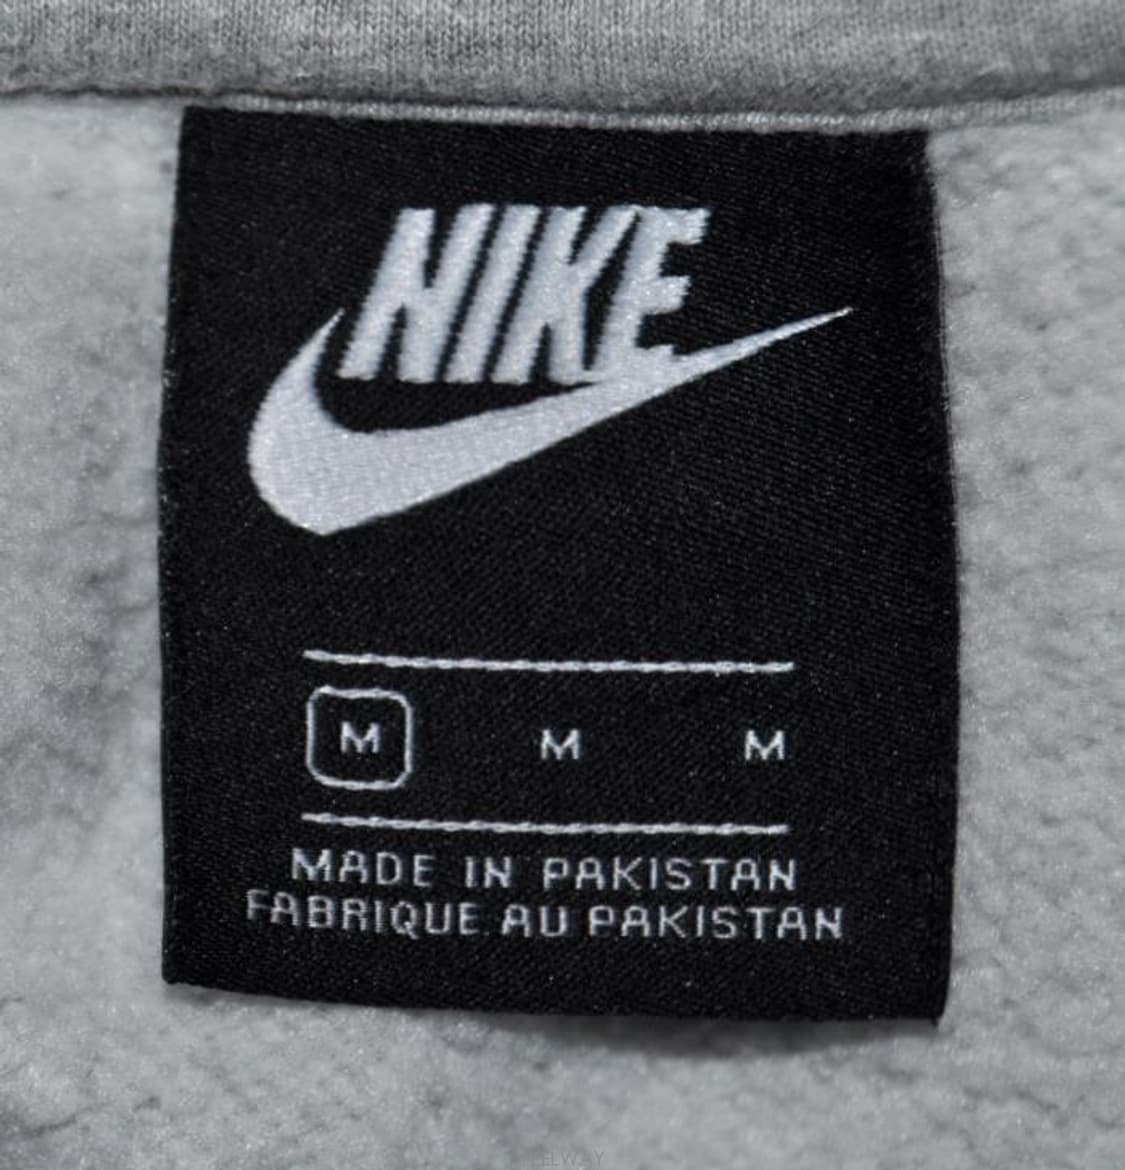 NIKE
M M M
MADE IN PAKISTAN
FABRIQUE AU PAKISTAN